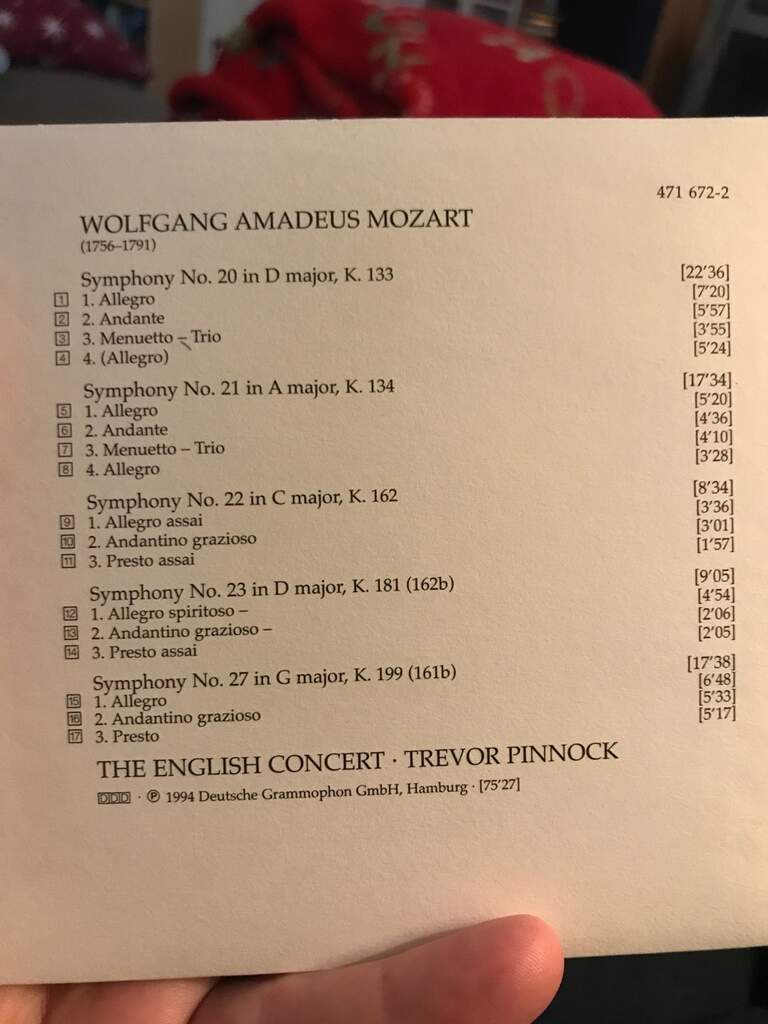 471 672-2
WOLFGANG AMADEUS MOZART
(1756–1791)
Symphony No. 20 in D major, K. 133 [22'36]
1 1. Allegro [7'20]
2 2. Andante [5'57]
3 3. Menuetto – Trio [3'55]
4 4. (Allegro) [5'24]
Symphony No. 21 in A major, K. 134 [17'34]
5 1. Allegro [5'20]
6 2. Andante [4'36]
7 3. Menuetto – Trio [4'10]
8 4. Allegro [3'28]
Symphony No. 22 in C major, K. 162 [8'34]
9 1. Allegro assai [3'36]
10 2. Andantino grazioso [3'01]
11 3. Presto assai [1'57]
Symphony No. 23 in D major, K. 181 (162b) [9'05]
12 1. Allegro spiritoso – [4'54]
13 2. Andantino grazioso – [2'06]
14 3. Presto assai [2'05]
Symphony No. 27 in G major, K. 199 (161b) [17'38]
15 1. Allegro [6'48]
16 2. Andantino grazioso [5'33]
17 3. Presto [5'17]
THE ENGLISH CONCERT · TREVOR PINNOCK
DDD · ℗ 1994 Deutsche Grammophon GmbH, Hamburg · [75'27]